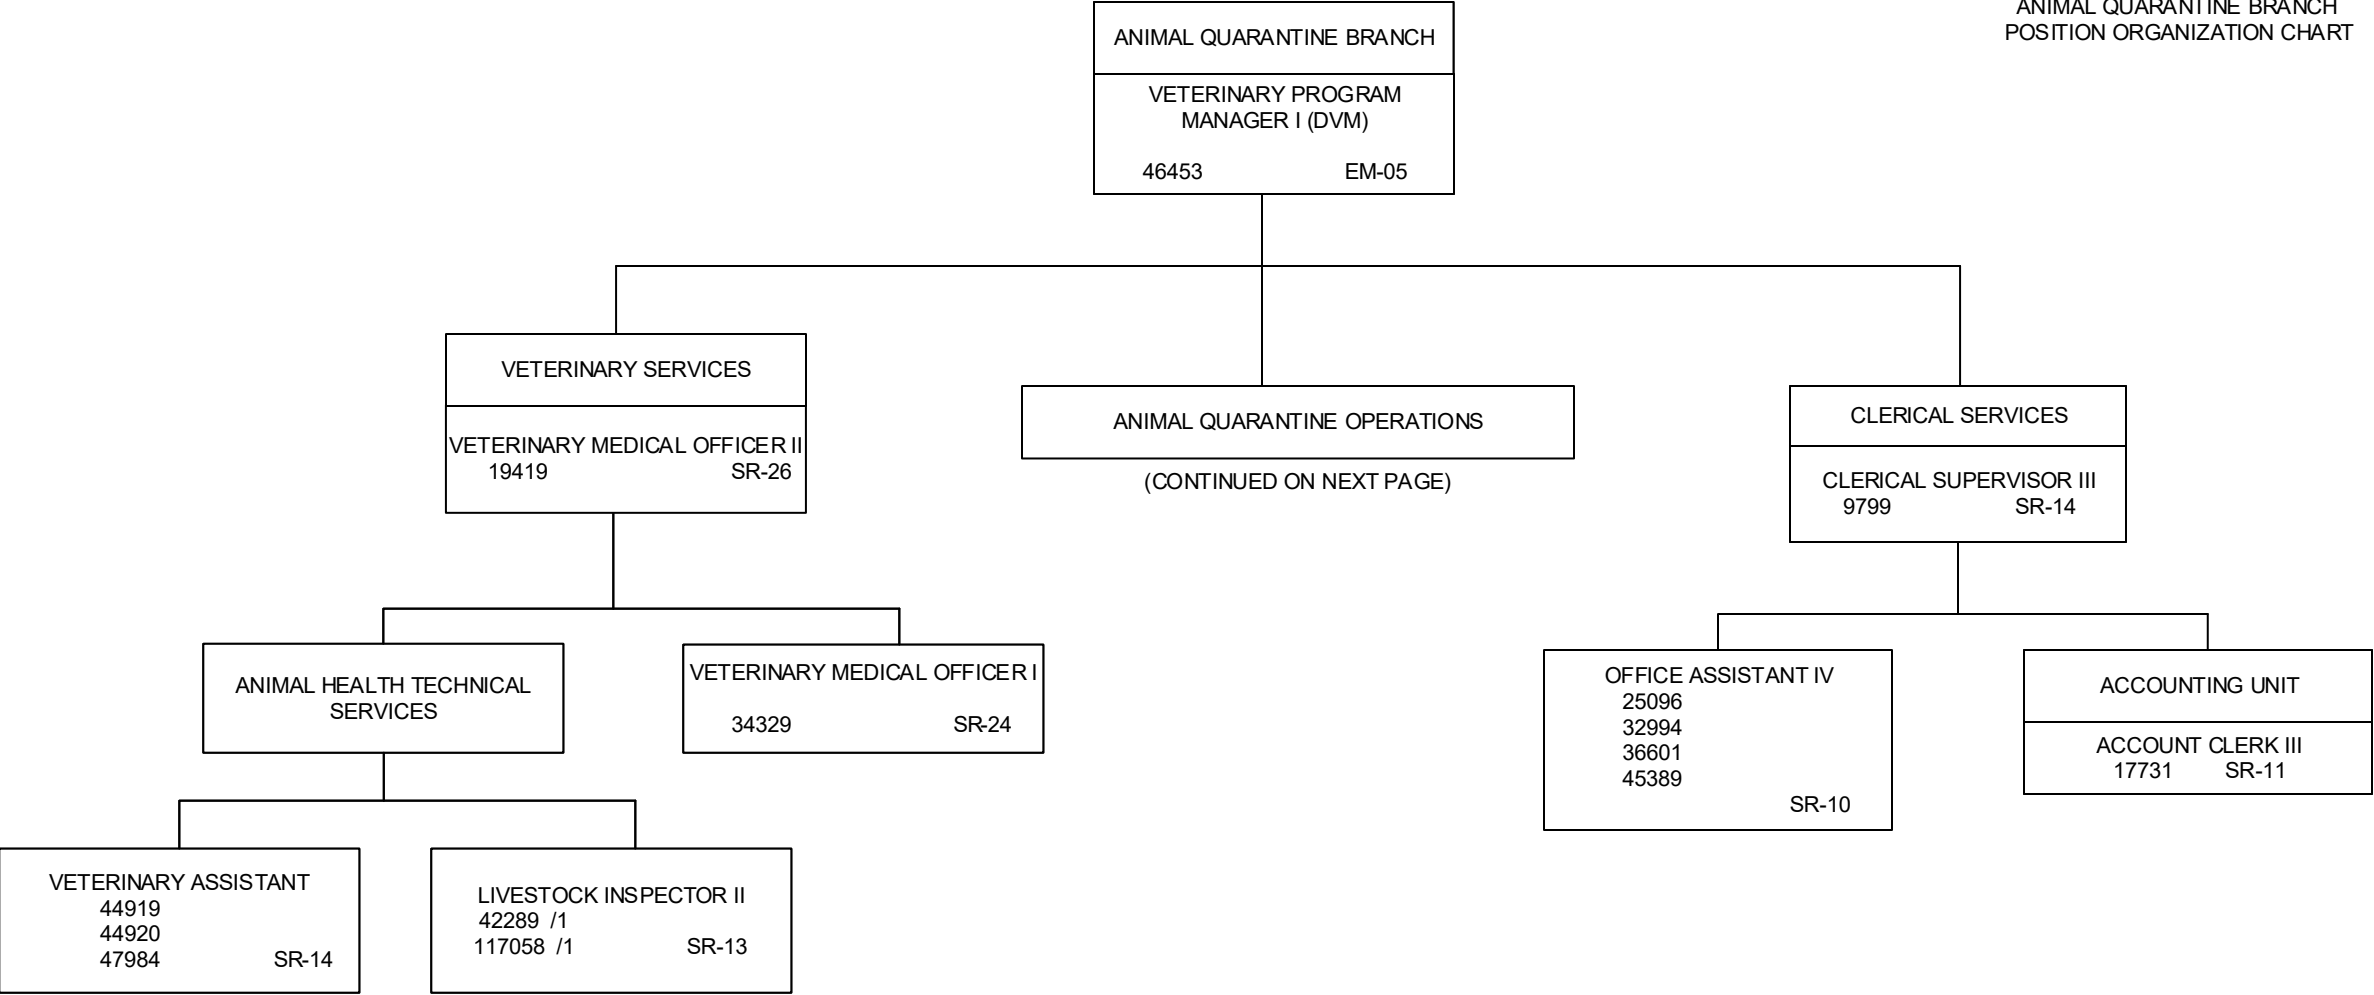 ANIMAL QUARANTINE BRANCH
POSITION ORGANIZATION CHART
ANIMAL QUARANTINE BRANCH
VETERINARY PROGRAM
MANAGER I (DVM)
46453 EM-05
VETERINARY SERVICES
VETERINARY MEDICAL OFFICER II
19419 SR-26
ANIMAL QUARANTINE OPERATIONS
(CONTINUED ON NEXT PAGE)
CLERICAL SERVICES
CLERICAL SUPERVISOR III
9799 SR-14
ANIMAL HEALTH TECHNICAL
SERVICES
VETERINARY MEDICAL OFFICER I
34329 SR-24
OFFICE ASSISTANT IV
25096
32994
36601
45389
SR-10
ACCOUNTING UNIT
ACCOUNT CLERK III
17731 SR-11
VETERINARY ASSISTANT
44919
44920
47984 SR-14
LIVESTOCK INSPECTOR II
42289 /1
117058 /1 SR-13